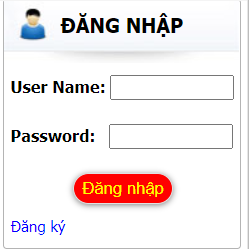 ĐĂNG NHẬP
User Name:
Password:
Đăng nhập
Đăng ký